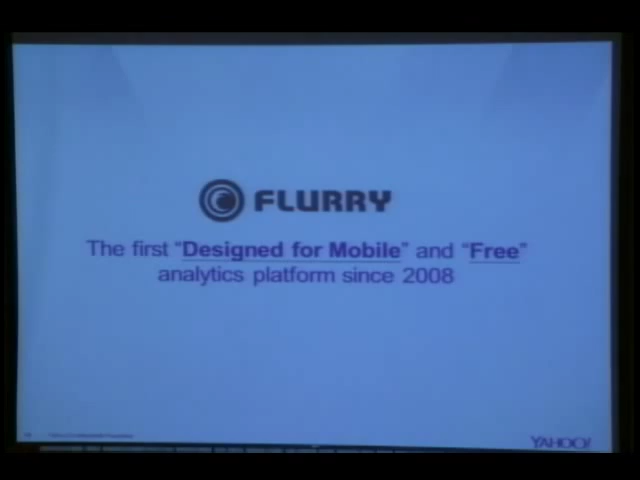 FLURRY
The first “Designed for Mobile” and “Free”
analytics platform since 2008
YAHOO!